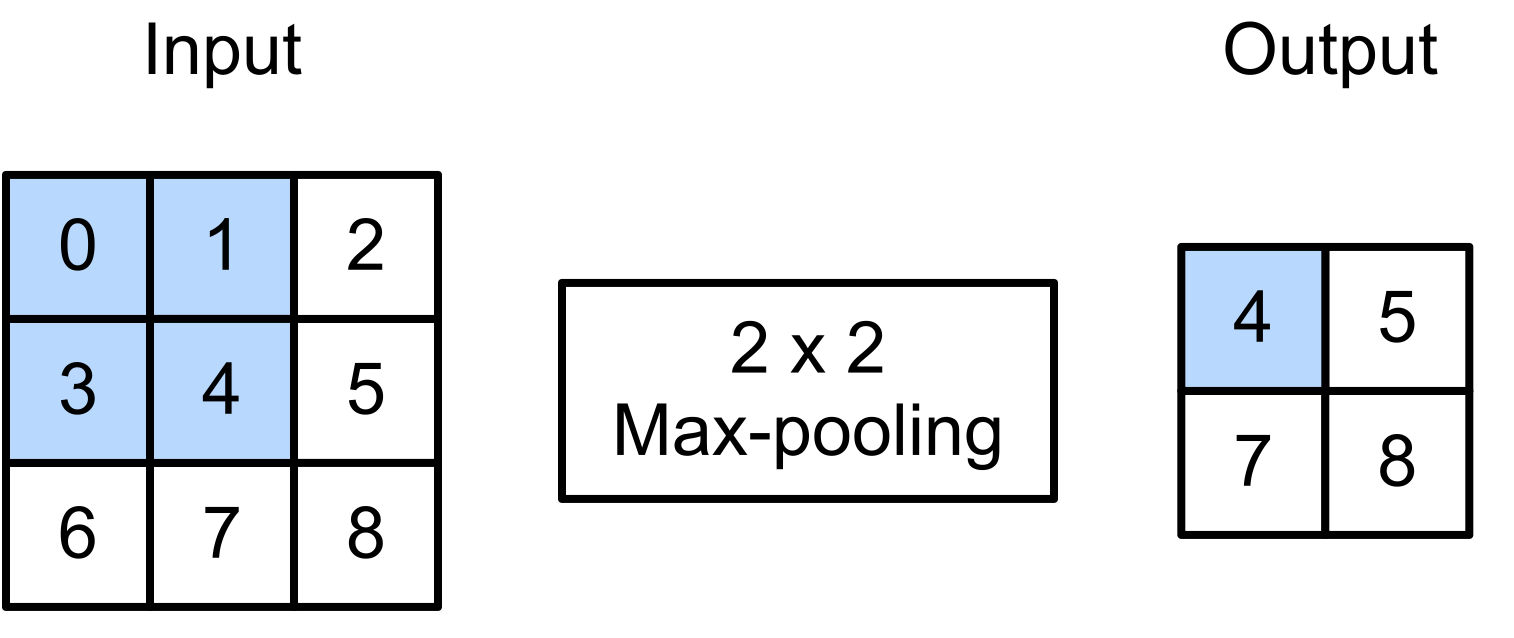 Input
Output
0 1 2
3 4 5
6 7 8
2 x 2
Max-pooling
4 5
7 8